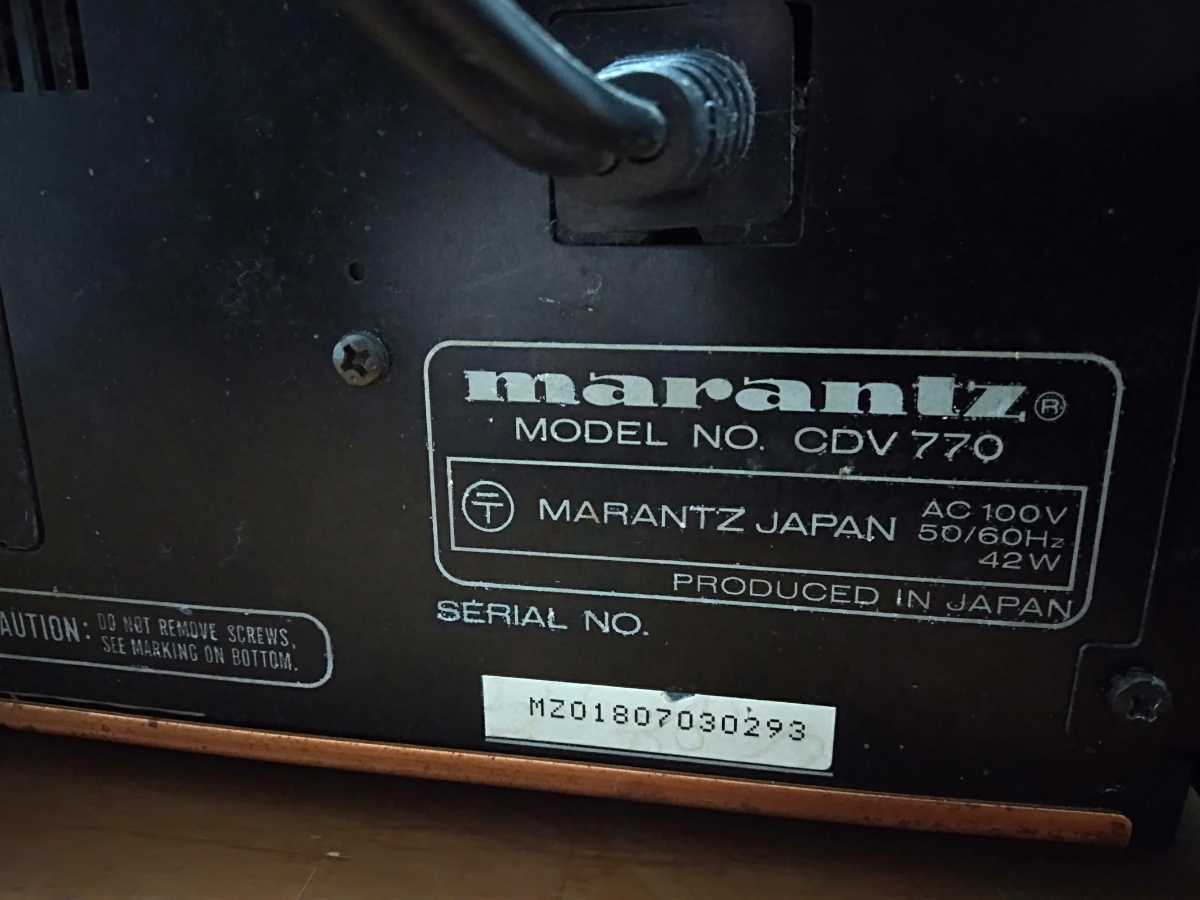 marantz®
MODEL NO. CDV 770
〒 MARANTZ JAPAN
AC 100V
50/60Hz
42W
PRODUCED IN JAPAN
SERIAL NO.
AUTION: DO NOT REMOVE SCREWS,
SEE MARKING ON BOTTOM.
MZ01807030293